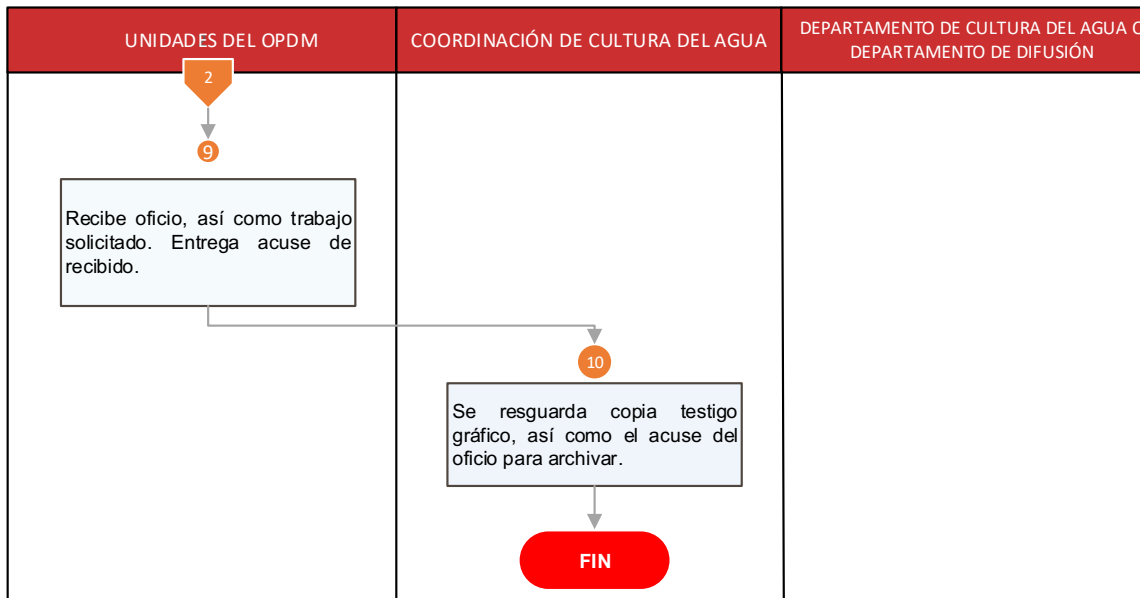 UNIDADES DEL OPDM
COORDINACIÓN DE CULTURA DEL AGUA
DEPARTAMENTO DE CULTURA DEL AGUA O
DEPARTAMENTO DE DIFUSIÓN
2
9
Recibe oficio, así como trabajo
solicitado. Entrega acuse de
recibido.
10
Se resguarda copia testigo
gráfico, así como el acuse del
oficio para archivar.
FIN